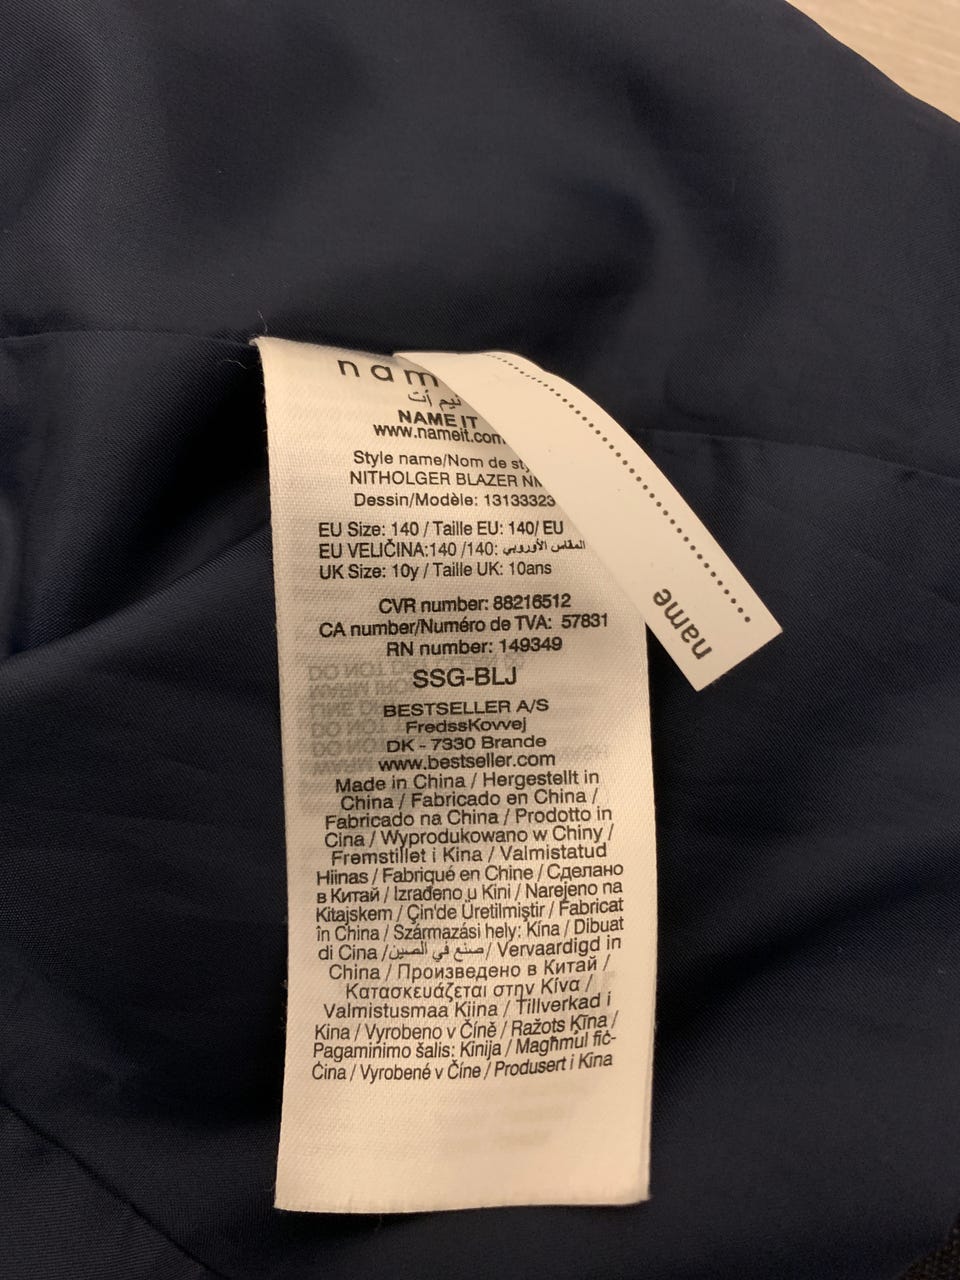 nam
نيم أت
NAME IT
www.nameit.com
Style name/Nom de sty
NITHOLGER BLAZER NM
Dessin/Modèle: 13133323
EU Size: 140 / Taille EU: 140/ EU
EU VELIČINA:140 /140: المقاس الأوروبي
UK Size: 10y / Taille UK: 10ans
CVR number: 88216512
CA number/Numéro de TVA: 57831
RN number: 149349
SSG-BLJ
BESTSELLER A/S
FredssKovvej
DK - 7330 Brande
www.bestseller.com
Made in China / Hergestellt in
China / Fabricado en China /
Fabricado na China / Prodotto in
Cina / Wyprodukowano w Chiny /
Fremstillet i Kina / Valmistatud
Hiinas / Fabriqué en Chine / Сделано
в Китай / Izrađeno u Kini / Narejeno na
Kitajskem / Çin'de Üretilmiştir / Fabricat
în China / Származási hely: Kína / Dibuat
di Cina / صنع في الصين / Vervaardigd in
China / Произведено в Китай /
Κατασκευάζεται στην Κίνα /
Valmistusmaa Kiina / Tillverkad i
Kina / Vyrobeno v Číně / Ražots Ķīna /
Pagaminimo šalis: Kinija / Magħmul fiċ-
Ċina / Vyrobené v Číne / Produsert i Kina
name